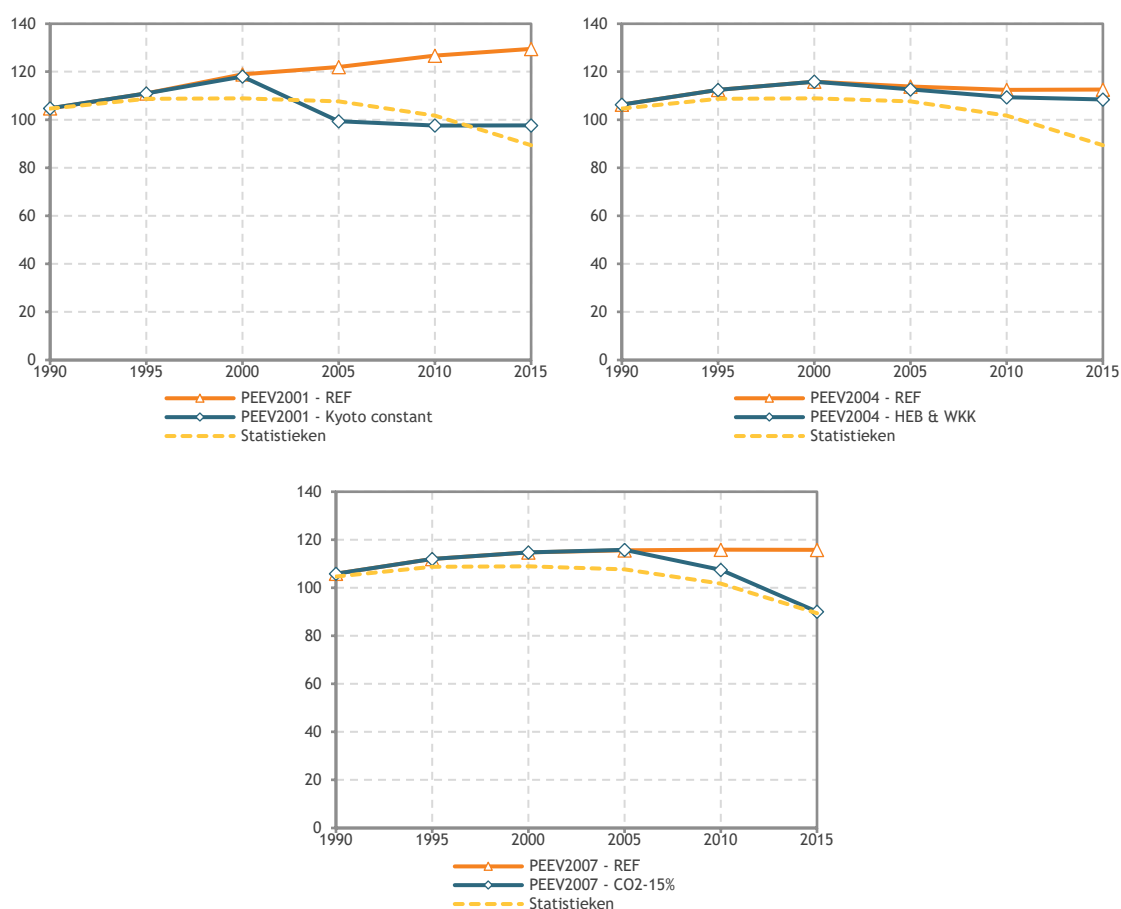 140
120
100
80
60
40
20
0
1990 1995 2000 2005 2010 2015
PEEV2001 - REF
PEEV2001 - Kyoto constant
Statistieken
140
120
100
80
60
40
20
0
1990 1995 2000 2005 2010 2015
PEEV2004 - REF
PEEV2004 - HEB & WKK
Statistieken
140
120
100
80
60
40
20
0
1990 1995 2000 2005 2010 2015
PEEV2007 - REF
PEEV2007 - CO2-15%
Statistieken